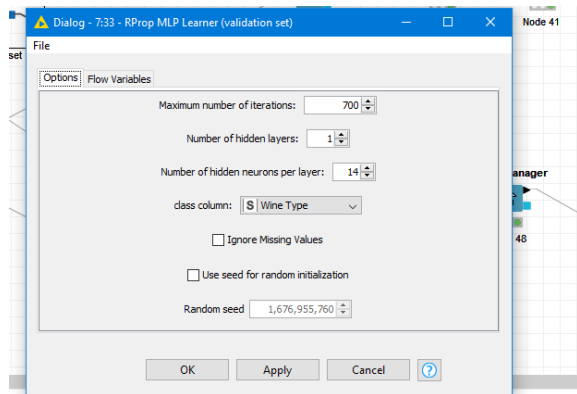 Dialog - 7:33 - RProp MLP Learner (validation set)
Node 41
File
set
Options
Flow Variables
Maximum number of iterations: 700
Number of hidden layers: 1
Number of hidden neurons per layer: 14
anager
class column: S Wine Type
Ignore Missing Values
48
Use seed for random initialization
Random seed 1,676,955,760
OK
Apply
Cancel
?